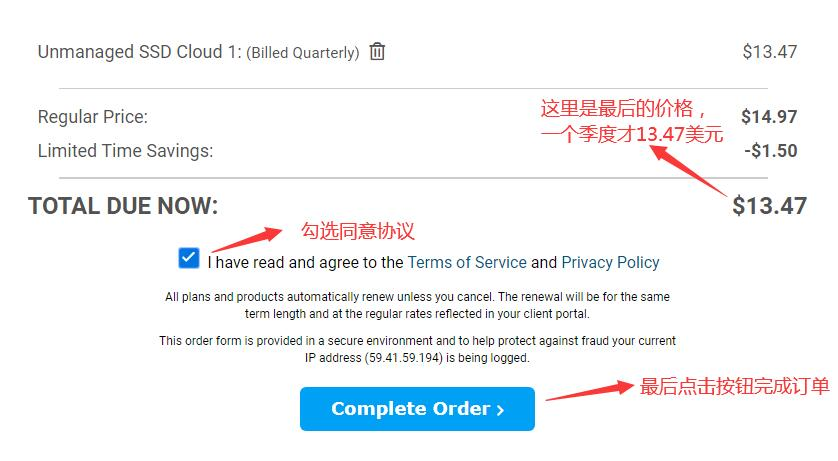 Unmanaged SSD Cloud 1: (Billed Quarterly) $13.47
这里是最后的价格，
一个季度才13.47美元
Regular Price: $14.97
Limited Time Savings: -$1.50
TOTAL DUE NOW: $13.47
勾选同意协议
I have read and agree to the Terms of Service and Privacy Policy
All plans and products automatically renew unless you cancel. The renewal will be for the same
term length and at the regular rates reflected in your client portal.
This order form is provided in a secure environment and to help protect against fraud your current
IP address (59.41.59.194) is being logged.
最后点击按钮完成订单
Complete Order ›